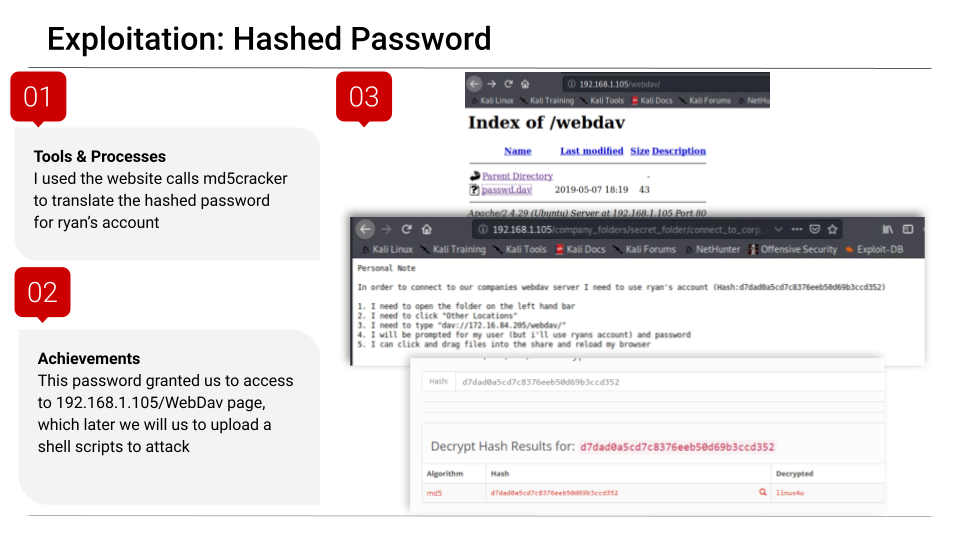 Exploitation: Hashed Password
01
Tools & Processes
I used the website calls md5cracker
to translate the hashed password
for ryan's account
02
Achievements
This password granted us to access
to 192.168.1.105/WebDav page,
which later we will us to upload a
shell scripts to attack
03
192.168.1.105/webdav/
Kali Linux Kali Training Kali Tools Kali Docs Kali Forums
Index of /webdav
Name Last modified Size Description
Parent Directory -
passwd.dav 2019-05-07 18:19 43
Apache/2.4.29 (Ubuntu) Server at 192.168.1.105 Port 80
192.168.1.105/company_folders/secret_folder/connect_to_corp_
Kali Linux Kali Training Kali Tools Kali Docs Kali Forums NetHunter Offensive Security Exploit-DB
Personal Note
In order to connect to our companies webdav server I need to use ryan's account (Hash:d7dad0a5cd7c8376eeb50d69b3ccd352)
1. I need to open the folder on the left hand bar
2. I need to click "Other Locations"
3. I need to type "dav://172.16.84.205/webdav/"
4. I will be prompted for my user (but i'll use ryans account) and password
5. I can click and drag files into the share and reload my browser
Hash: d7dad0a5cd7c8376eeb50d69b3ccd352
Decrypt Hash Results for: d7dad0a5cd7c8376eeb50d69b3ccd352
Algorithm Hash Decrypted
md5 d7dad0a5cd7c8376eeb50d69b3ccd352 linux4u